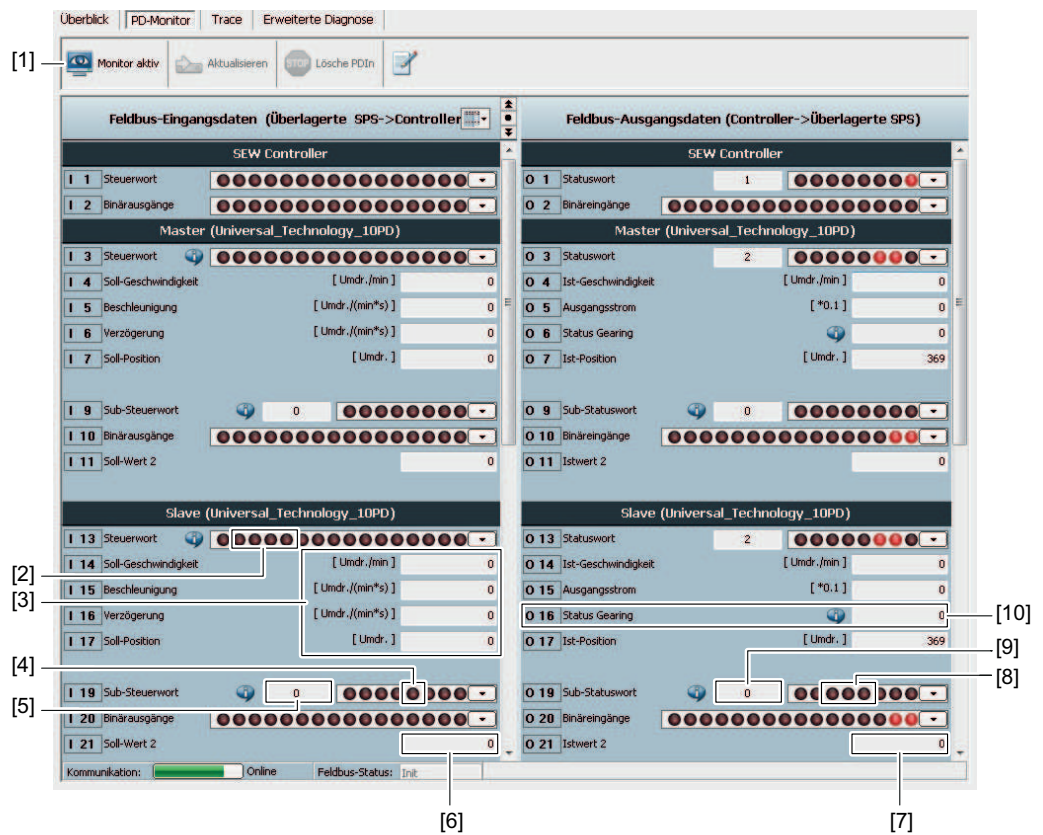 Überblick PD-Monitor Trace Erweiterte Diagnose
[1] Monitor aktiv Aktualisieren STOP Lösche PDIn
Feldbus-Eingangsdaten (Überlagerte SPS->Controller Feldbus-Ausgangsdaten (Controller->Überlagerte SPS)
SEW Controller SEW Controller
I 1 Steuerwort O 1 Statuswort 1
I 2 Binärausgänge O 2 Binäreingänge
Master (Universal_Technology_10PD) Master (Universal_Technology_10PD)
I 3 Steuerwort O 3 Statuswort 2
I 4 Soll-Geschwindigkeit [ Umdr./min ] 0 O 4 Ist-Geschwindigkeit [ Umdr./min ] 0
I 5 Beschleunigung [ Umdr./(min*s) ] 0 O 5 Ausgangsstrom [ *0.1 ] 0
I 6 Verzögerung [ Umdr./(min*s) ] 0 O 6 Status Gearing 0
I 7 Soll-Position [ Umdr. ] 0 O 7 Ist-Position [ Umdr. ] 369
I 9 Sub-Steuerwort 0 O 9 Sub-Statuswort 0
I 10 Binärausgänge O 10 Binäreingänge
I 11 Soll-Wert 2 0 O 11 Istwert 2 0
Slave (Universal_Technology_10PD) Slave (Universal_Technology_10PD)
I 13 Steuerwort O 13 Statuswort 2
[2] I 14 Soll-Geschwindigkeit [ Umdr./min ] 0 O 14 Ist-Geschwindigkeit [ Umdr./min ] 0
[3] I 15 Beschleunigung [ Umdr./(min*s) ] 0 O 15 Ausgangsstrom [ *0.1 ] 0
I 16 Verzögerung [ Umdr./(min*s) ] 0 O 16 Status Gearing 0 [10]
I 17 Soll-Position [ Umdr. ] 0 O 17 Ist-Position [ Umdr. ] 369
[4] [9]
I 19 Sub-Steuerwort 0 O 19 Sub-Statuswort 0 [8]
[5] I 20 Binärausgänge O 20 Binäreingänge
I 21 Soll-Wert 2 0 O 21 Istwert 2 0
Kommunikation: Online Feldbus-Status: Init
[6] [7]